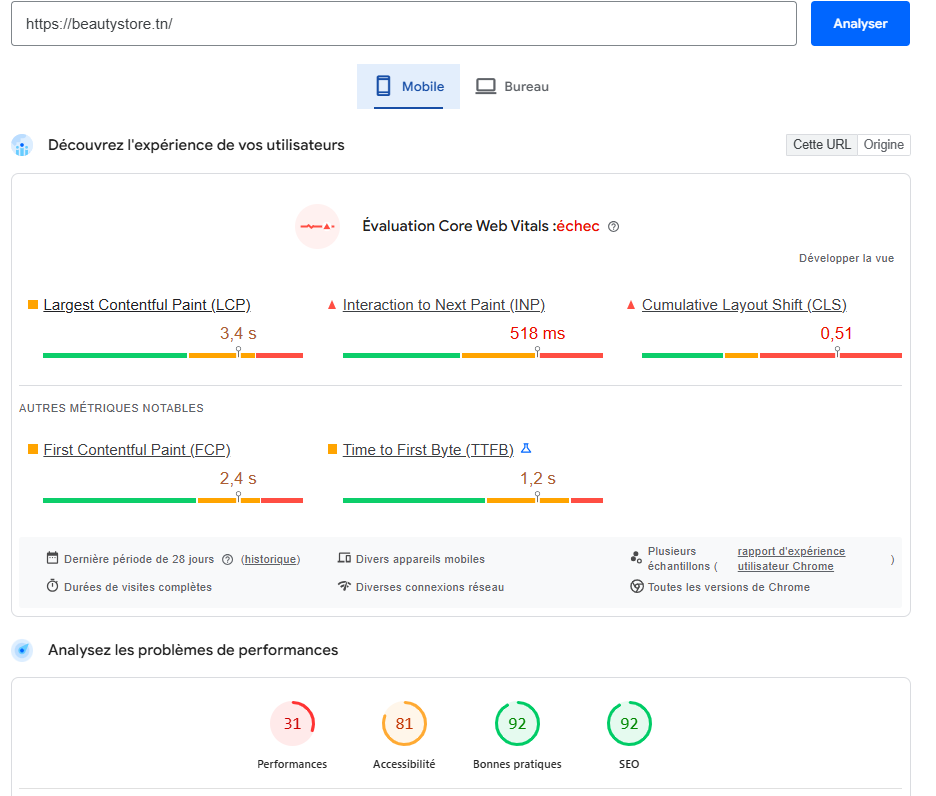 https://beautystore.tn/
Analyser
Mobile
Bureau
Découvrez l'expérience de vos utilisateurs
Cette URL
Origine
Évaluation Core Web Vitals :échec
Développer la vue
Largest Contentful Paint (LCP)
3,4 s
Interaction to Next Paint (INP)
518 ms
Cumulative Layout Shift (CLS)
0,51
AUTRES MÉTRIQUES NOTABLES
First Contentful Paint (FCP)
2,4 s
Time to First Byte (TTFB)
1,2 s
Dernière période de 28 jours (historique)
Divers appareils mobiles
Plusieurs échantillons (rapport d'expérience utilisateur Chrome)
Durées de visites complètes
Diverses connexions réseau
Toutes les versions de Chrome
Analysez les problèmes de performances
31
81
92
92
Performances
Accessibilité
Bonnes pratiques
SEO